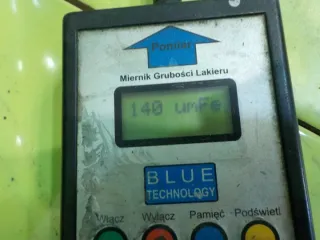 Pomiar
Miernik Grubości Lakieru
140 umFe
BLUE
TECHNOLOGY
Włącz Wyłącz Pamięć Podświetl